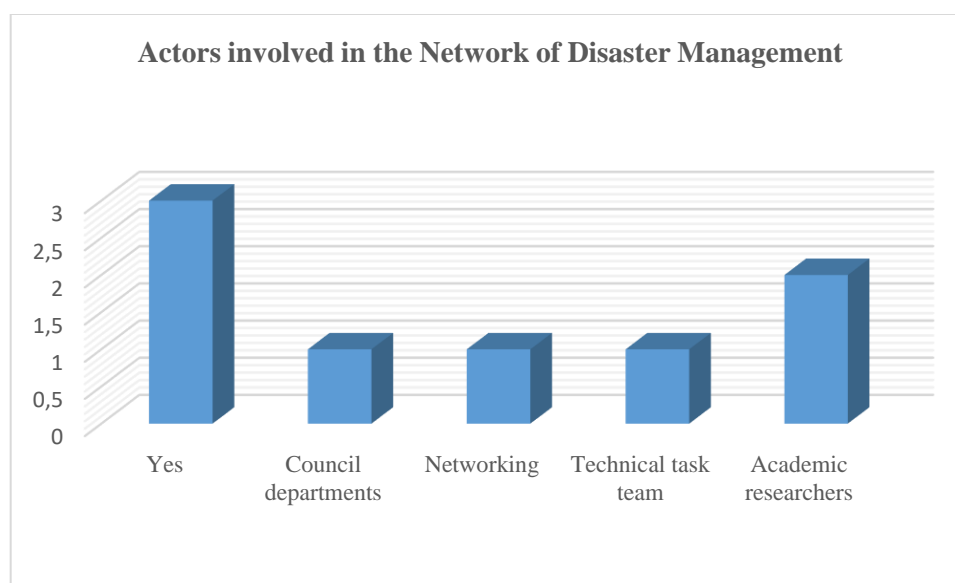 Actors involved in the Network of Disaster Management
3
2,5
2
1,5
1
0,5
0
Yes
Council
departments
Networking
Technical task
team
Academic
researchers